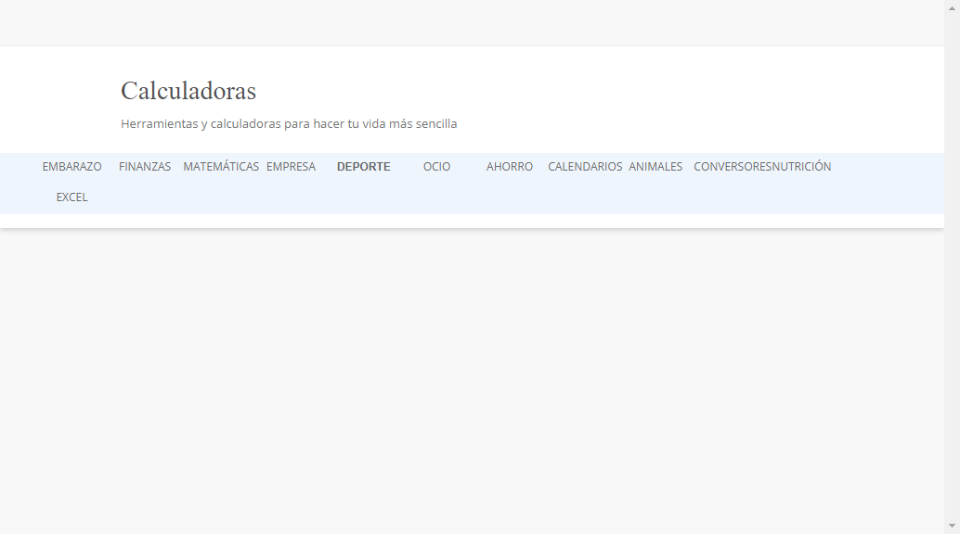 Calculadoras
Herramientas y calculadoras para hacer tu vida más sencilla
EMBARAZO FINANZAS MATEMÁTICAS EMPRESA DEPORTE OCIO AHORRO CALENDARIOS ANIMALES CONVERSORESNUTRICIÓN
EXCEL